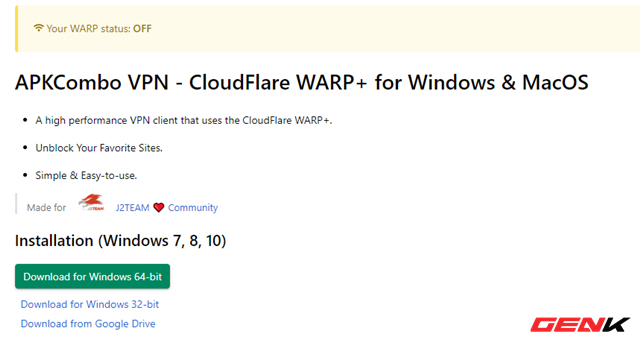 Your WARP status: OFF
APKCombo VPN - CloudFlare WARP+ for Windows & MacOS
A high performance VPN client that uses the CloudFlare WARP+.
Unblock Your Favorite Sites.
Simple & Easy-to-use.
Made for J2TEAM J2TEAM Community
Installation (Windows 7, 8, 10)
Download for Windows 64-bit
Download for Windows 32-bit
Download from Google Drive
GENK